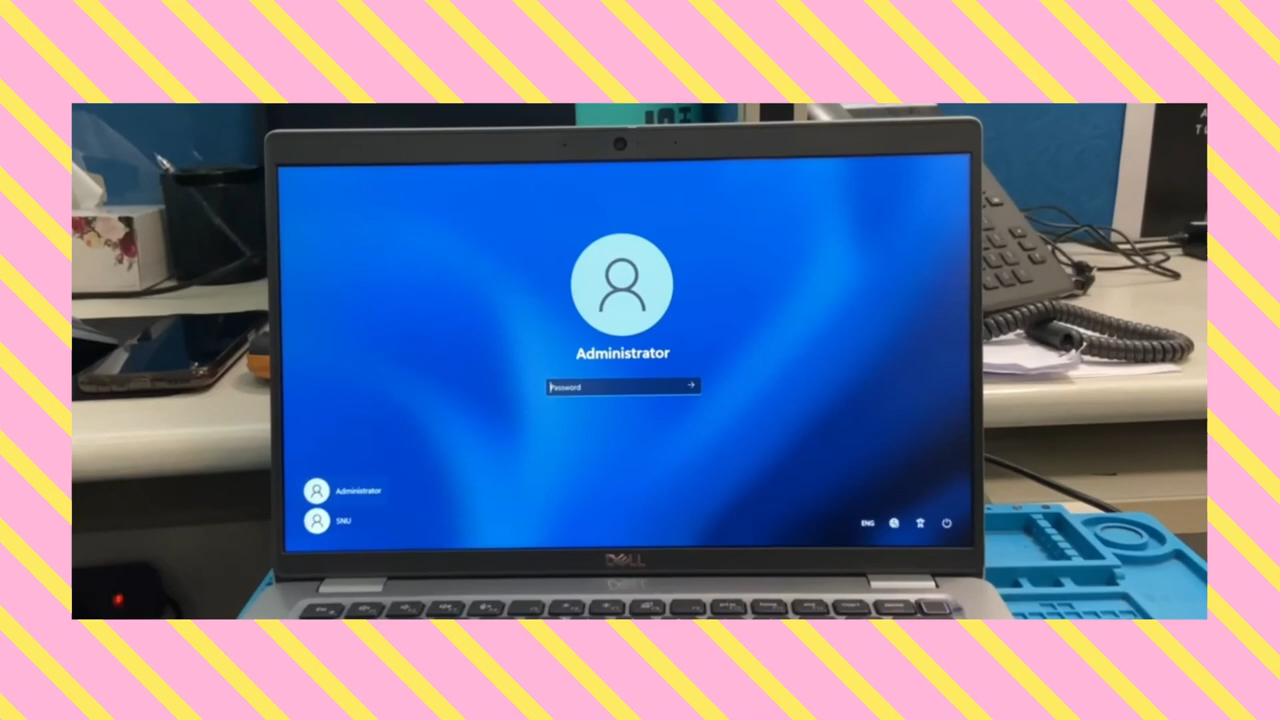 Administrator
Password
Administrator
SNU
ENG
DELL